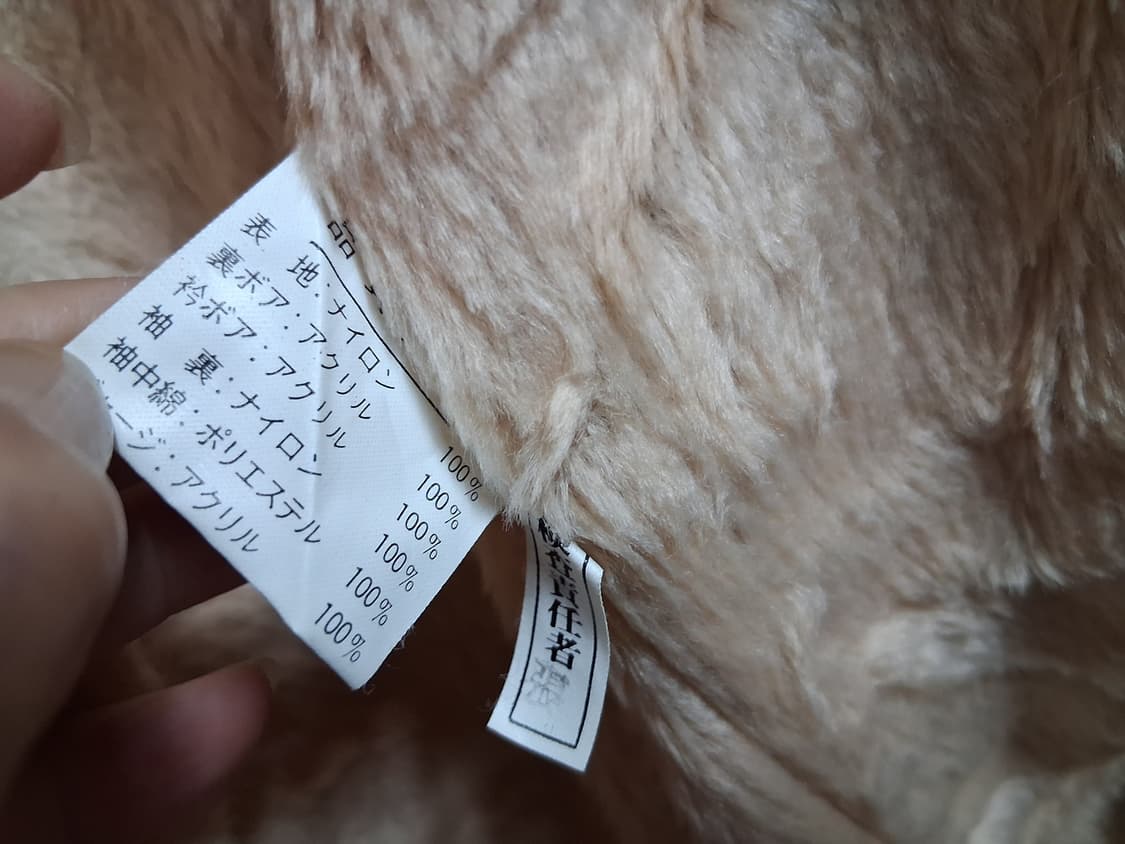 品
表 地・ナイロン 100%
裏ボア・アクリル 100%
衿ボア・アクリル 100%
袖 裏・ナイロン 100%
袖中綿・ポリエステル 100%
ージ・アクリル 100%
責任者